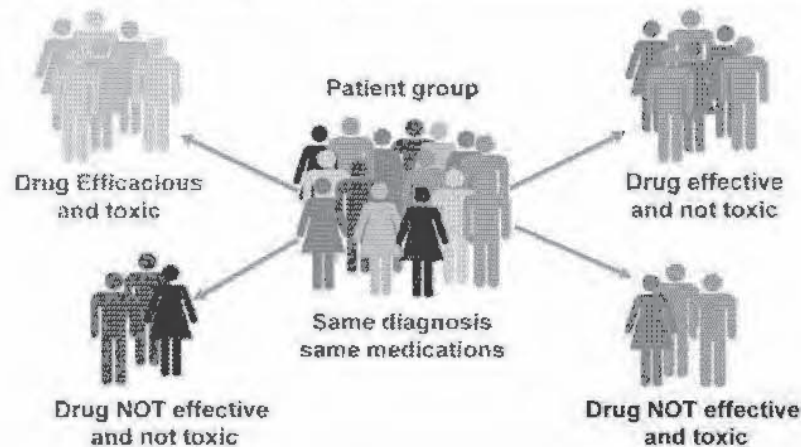 Patient group
Drug Efficacious
and toxic
Drug effective
and not toxic
Same diagnosis
same medications
Drug NOT effective
and not toxic
Drug NOT effective
and toxic